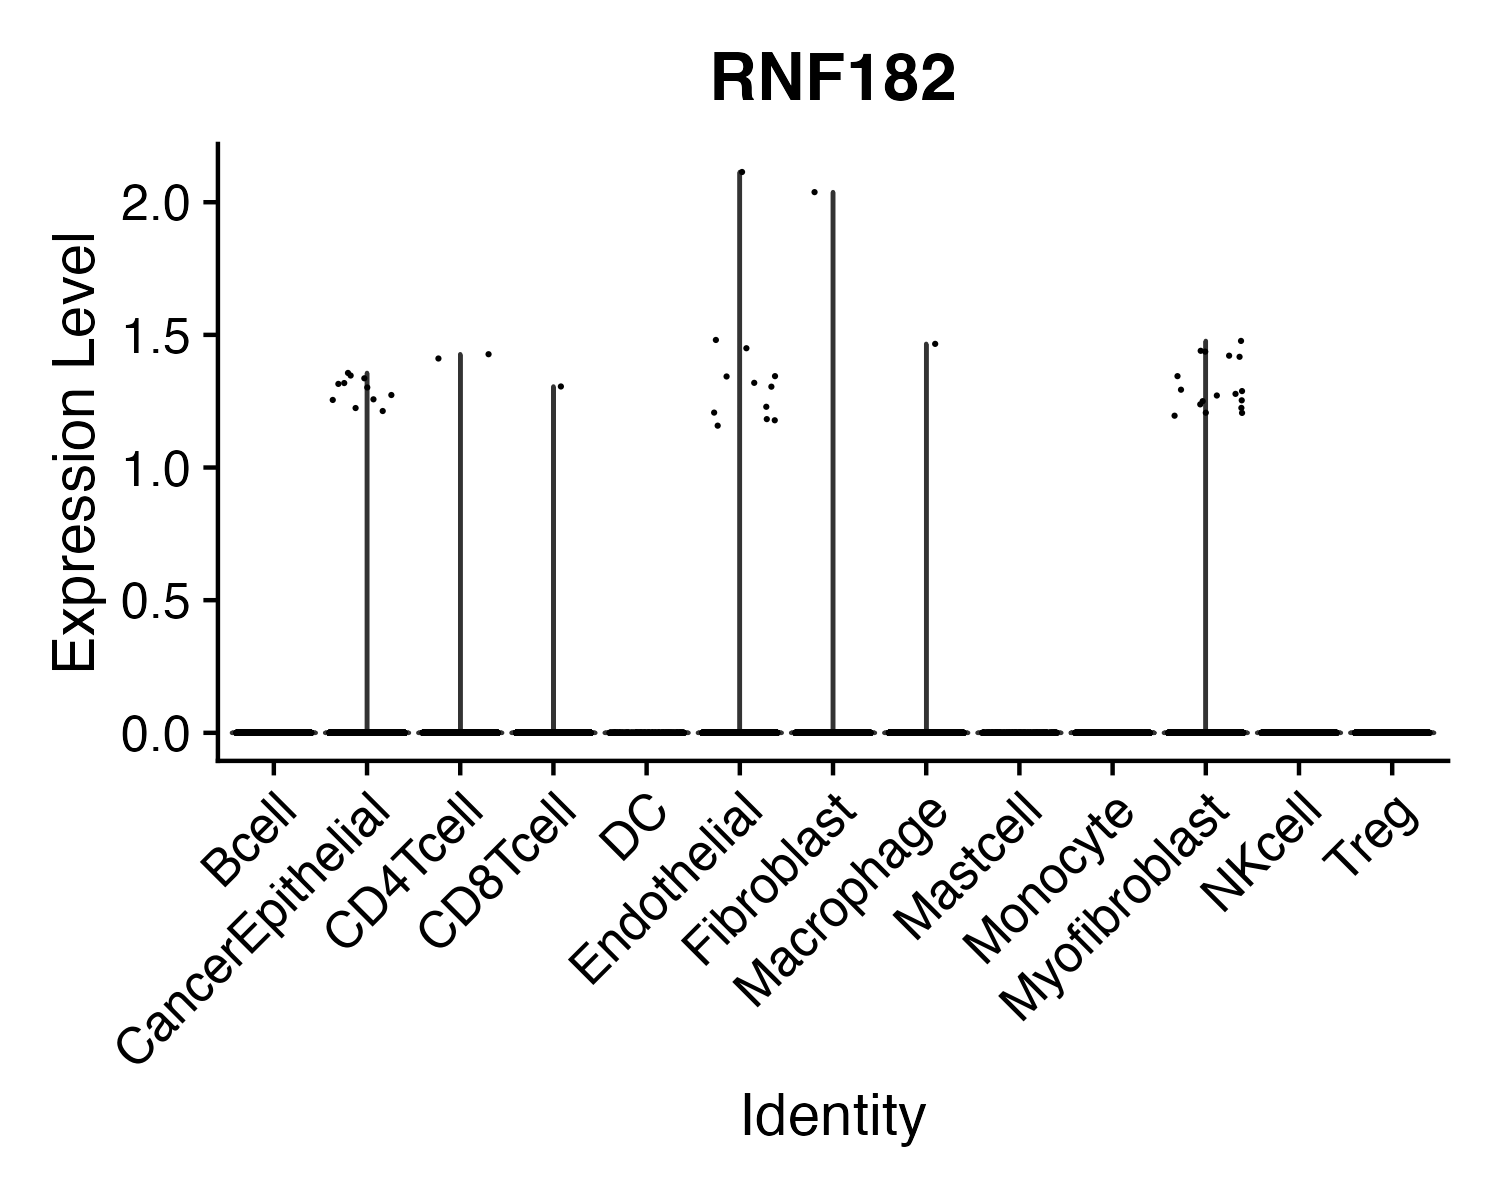 RNF182
Expression Level
2.0
1.5
1.0
0.5
0.0
Bcell
CancerEpithelial
CD4Tcell
CD8Tcell
DC
Endothelial
Fibroblast
Macrophage
Mastcell
Monocyte
Myofibroblast
NKcell
Treg
Identity